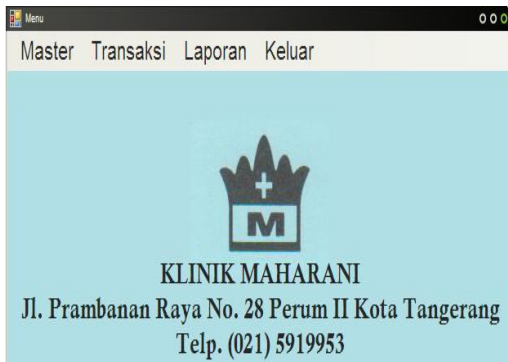 Menu
Master Transaksi Laporan Keluar
M
KLINIK MAHARANI
Jl. Prambanan Raya No. 28 Perum II Kota Tangerang
Telp. (021) 5919953